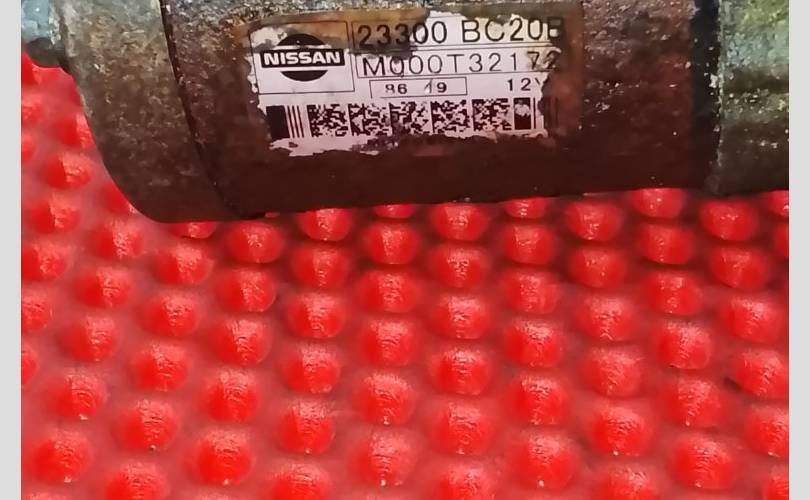 NISSAN
23300 BC20B
M000T32172
86 19
12V